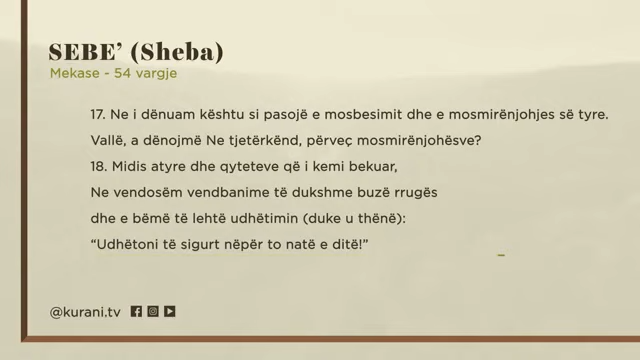 SEBE’ (Sheba)
Mekase - 54 vargje
17. Ne i dënuam kështu si pasojë e mosbesimit dhe e mosmirënjohjes së tyre.
Vallë, a dënojmë Ne tjetërkënd, përveç mosmirënjohësve?
18. Midis atyre dhe qyteteve që i kemi bekuar,
Ne vendosëm vendbanime të dukshme buzë rrugës
dhe e bëmë të lehtë udhëtimin (duke u thënë):
“Udhëtoni të sigurt nëpër to natë e ditë!”
@kurani.tv